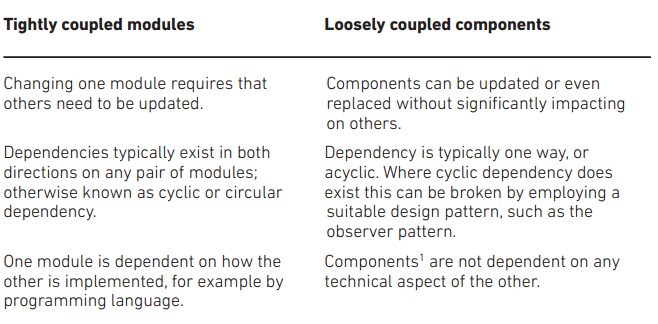 Tightly coupled modules
Loosely coupled components
Changing one module requires that
others need to be updated.
Components can be updated or even
replaced without significantly impacting
on others.
Dependencies typically exist in both
directions on any pair of modules;
otherwise known as cyclic or circular
dependency.
Dependency is typically one way, or
acyclic. Where cyclic dependency does
exist this can be broken by employing a
suitable design pattern, such as the
observer pattern.
One module is dependent on how the
other is implemented, for example by
programming language.
Components¹ are not dependent on any
technical aspect of the other.